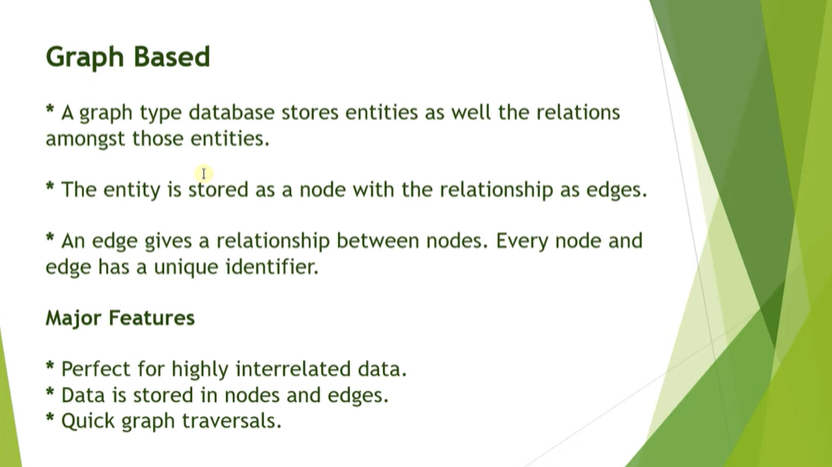 Graph Based
* A graph type database stores entities as well the relations
amongst those entities.
* The entity is stored as a node with the relationship as edges.
* An edge gives a relationship between nodes. Every node and
edge has a unique identifier.
Major Features
* Perfect for highly interrelated data.
* Data is stored in nodes and edges.
* Quick graph traversals.